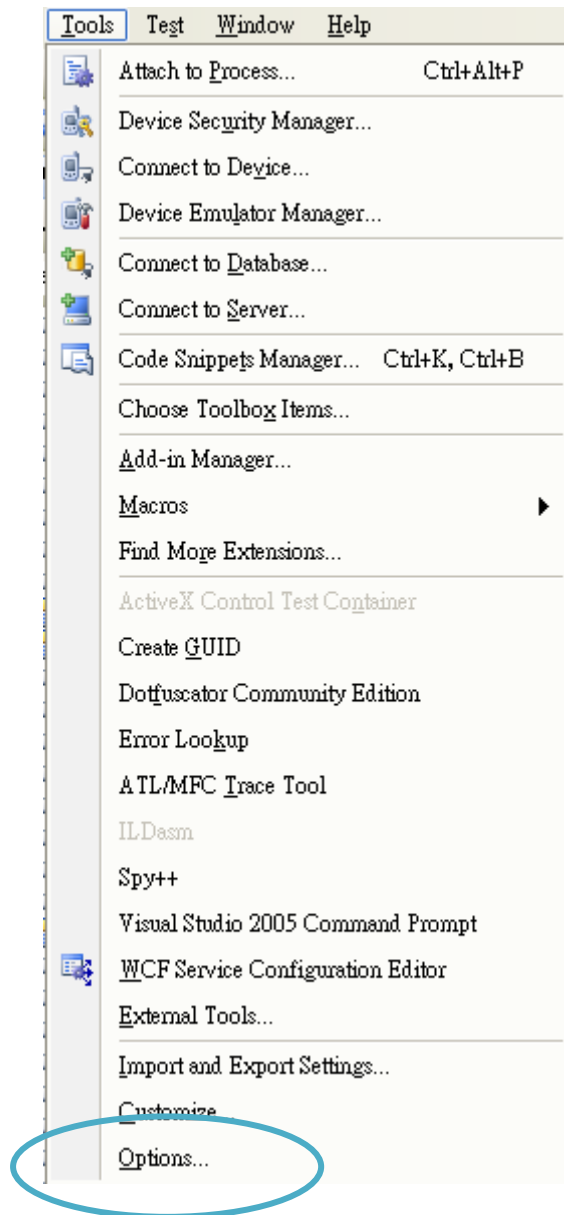 Tools Test Window Help
Attach to Process... Ctrl+Alt+P
Device Security Manager...
Connect to Device...
Device Emulator Manager...
Connect to Database...
Connect to Server...
Code Snippets Manager... Ctrl+K, Ctrl+B
Choose Toolbox Items...
Add-in Manager...
Macros
Find More Extensions...
ActiveX Control Test Container
Create GUID
Dotfuscator Community Edition
Error Lookup
ATL/MFC Trace Tool
ILDasm
Spy++
Visual Studio 2005 Command Prompt
WCF Service Configuration Editor
External Tools...
Import and Export Settings...
Customize...
Options...